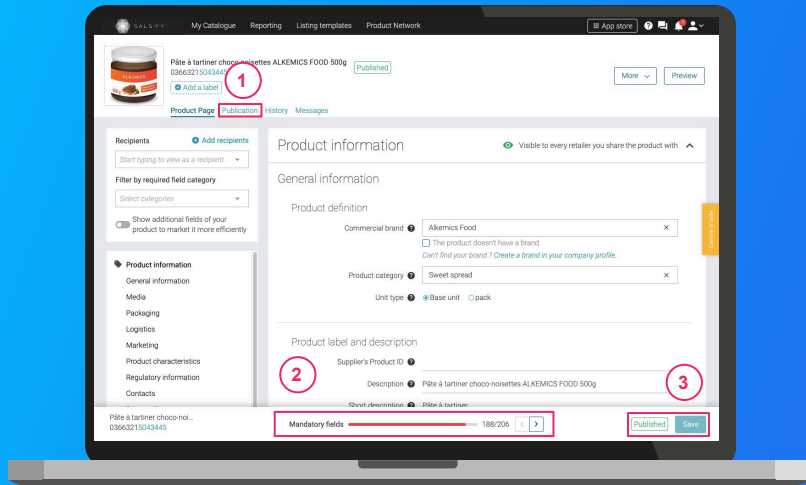 SALSIFY My Catalogue Reporting Listing templates Product Network App store
Pâte à tartiner choco-noisettes ALKEMICS FOOD 500g
Published
03663215043445
1
Add a label
More
Preview
Product Page Publication History Messages
ALKEMICS
Recipients Add recipients
Start typing to view as a recipient
Filter by required field category
Select categories
Show additional fields of your
product to market it more efficiently
Product information
General information
Media
Packaging
Logistics
Marketing
Product characteristics
Regulatory information
Contacts
Product information Visible to every retailer you share the product with
General information
Product definition
Commercial brand Alkemics Food
The product doesn't have a brand
Can't find your brand ? Create a brand in your company profile.
Product category Sweet spread
Unit type Base unit pack
Centre d'aide
Product label and description
Supplier's Product ID
2
Description Pâte à tartiner choco-noisettes ALKEMICS FOOD 500g
3
Short description Pâte à tartiner
Pâte à tartiner choco-noi...
03663215043445
Mandatory fields 188/206
Published Save